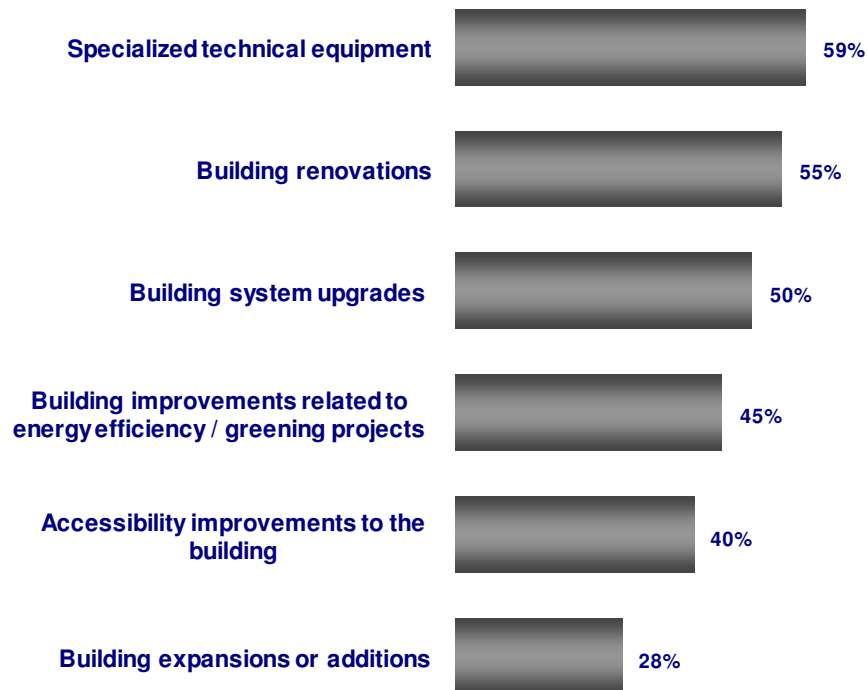 Specialized technical equipment 59%
Building renovations 55%
Building system upgrades 50%
Building improvements related to
energy efficiency / greening projects 45%
Accessibility improvements to the
building 40%
Building expansions or additions 28%